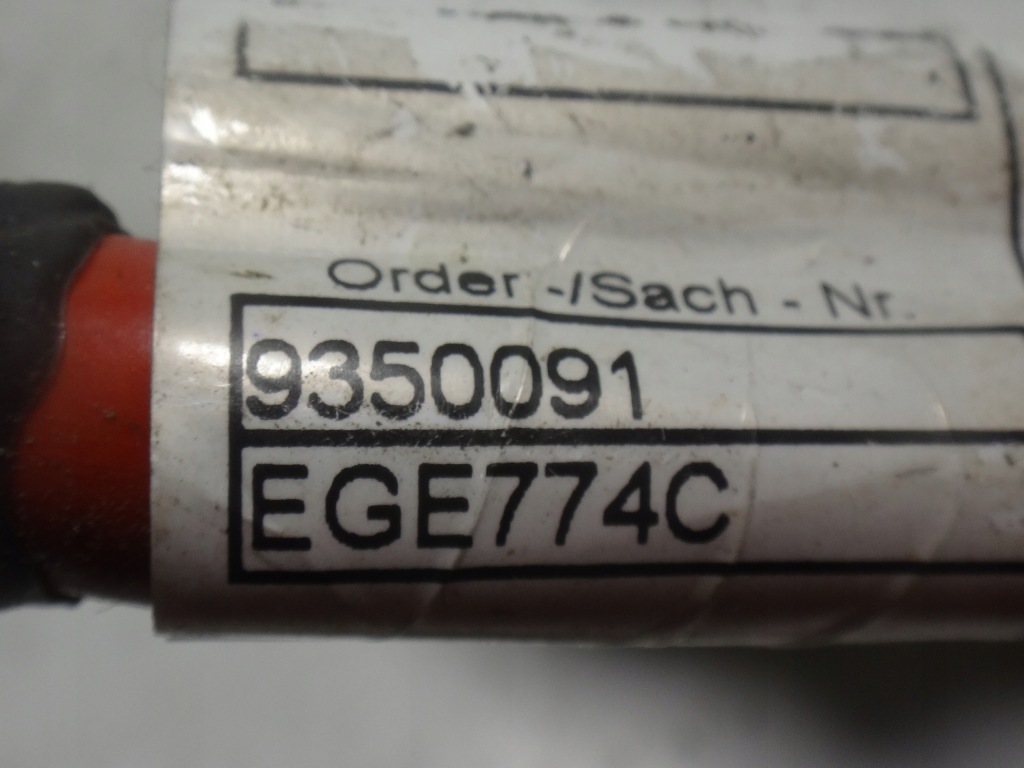 Order -/Sach - Nr.
9350091
EGE774C